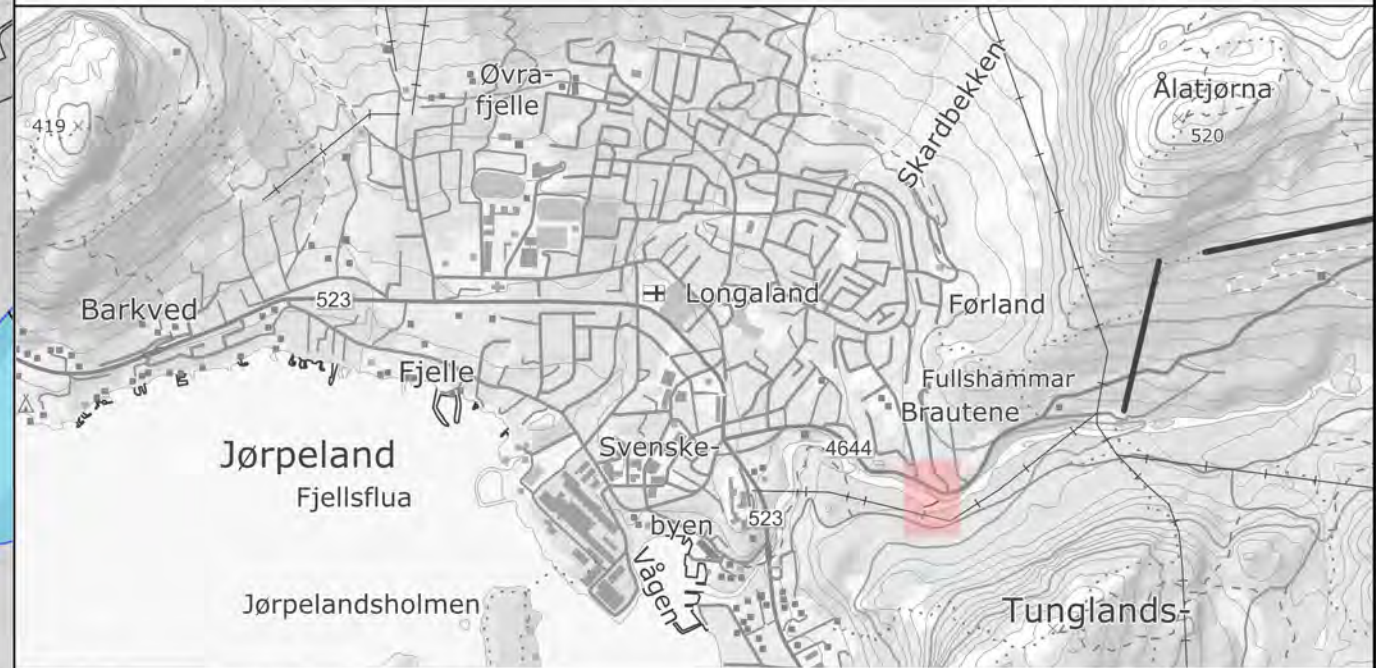 Øvra-
fjelle
Skardbekken
Ålatjørna
520
419
Barkved
523
Longaland
Førland
Fjelle
Fullshammar
Brautene
Jørpeland
Fjellsflua
Svenske-
4644
byen
523
Vågen
Jørpelandsholmen
Tunglands-